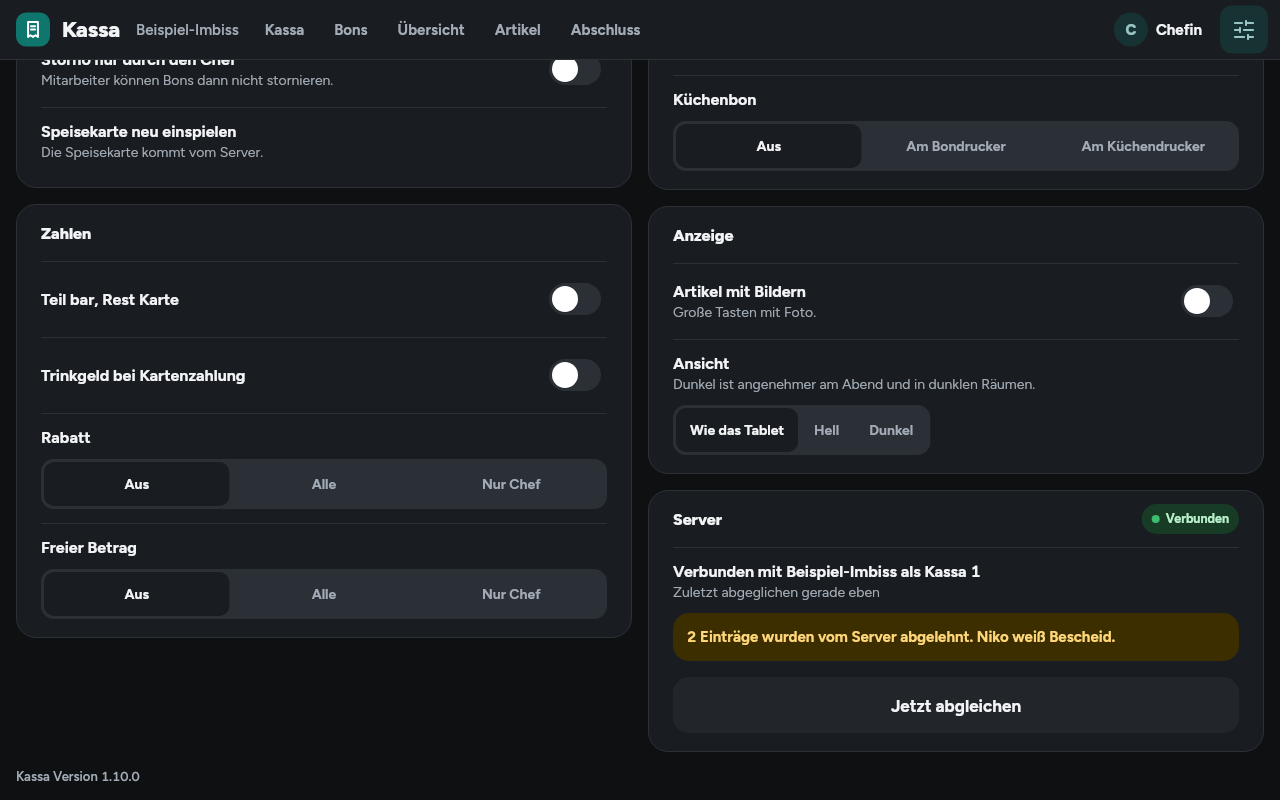 Kassa
Beispiel-Imbiss
Kassa
Bons
Übersicht
Artikel
Abschluss
C
Chefin
Storno nur durch den Chef
Mitarbeiter können Bons dann nicht stornieren.
Speisekarte neu einspielen
Die Speisekarte kommt vom Server.
Zahlen
Teil bar, Rest Karte
Trinkgeld bei Kartenzahlung
Rabatt
Aus
Alle
Nur Chef
Freier Betrag
Aus
Alle
Nur Chef
Küchenbon
Aus
Am Bondrucker
Am Küchendrucker
Anzeige
Artikel mit Bildern
Große Tasten mit Foto.
Ansicht
Dunkel ist angenehmer am Abend und in dunklen Räumen.
Wie das Tablet
Hell
Dunkel
Server
Verbunden
Verbunden mit Beispiel-Imbiss als Kassa 1
Zuletzt abgeglichen gerade eben
2 Einträge wurden vom Server abgelehnt. Niko weiß Bescheid.
Jetzt abgleichen
Kassa Version 1.10.0